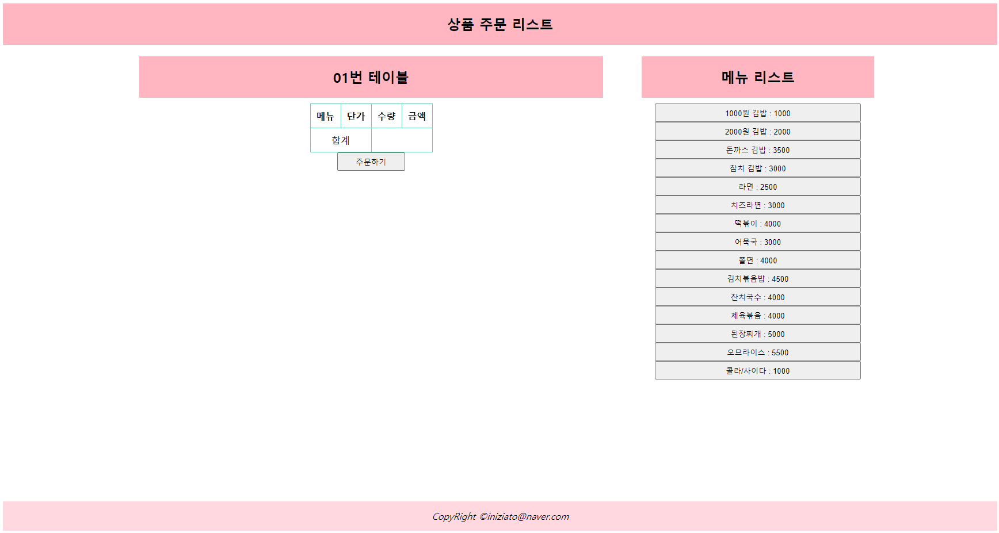 상품 주문 리스트
01번 테이블
메뉴 단가 수량 금액
합계
주문하기
메뉴 리스트
1000원 김밥 : 1000
2000원 김밥 : 2000
돈까스 김밥 : 3500
참치 김밥 : 3000
라면 : 2500
치즈라면 : 3000
떡볶이 : 4000
어묵국 : 3000
쫄면 : 4000
김치볶음밥 : 4500
잔치국수 : 4000
제육볶음 : 4000
된장찌개 : 5000
오므라이스 : 5500
콜라/사이다 : 1000
CopyRight ©iniziato@naver.com